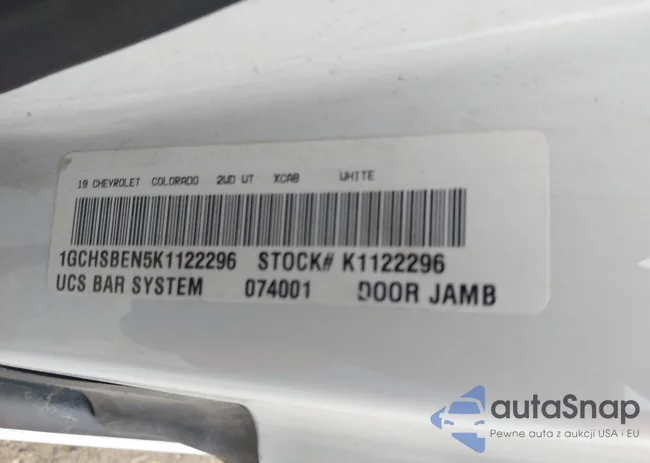 19 CHEVROLET COLORADO 2WD WT XCAB WHITE
1GCHSBEN5K1122296 STOCK# K1122296
UCS BAR SYSTEM 074001 DOOR JAMB
autaSnap
Pewne auta z aukcji USA i EU